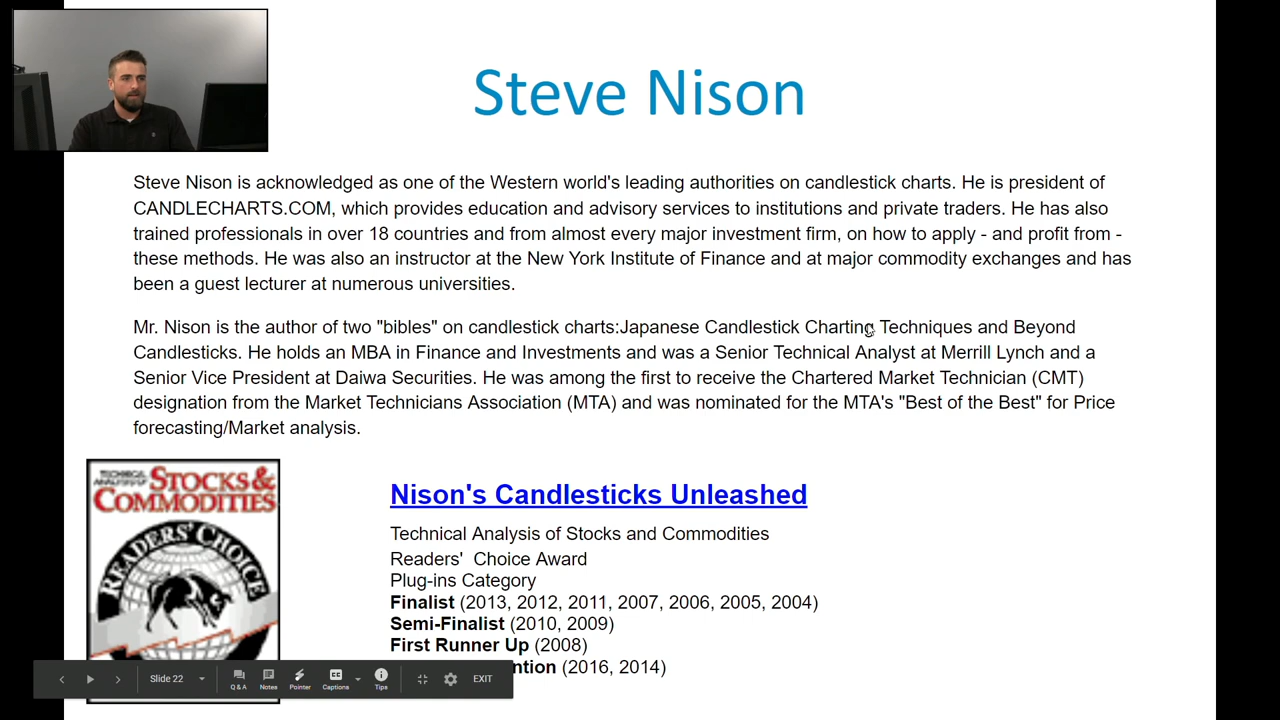 Steve Nison
Steve Nison is acknowledged as one of the Western world's leading authorities on candlestick charts. He is president of
CANDLECHARTS.COM, which provides education and advisory services to institutions and private traders. He has also
trained professionals in over 18 countries and from almost every major investment firm, on how to apply - and profit from -
these methods. He was also an instructor at the New York Institute of Finance and at major commodity exchanges and has
been a guest lecturer at numerous universities.
Mr. Nison is the author of two "bibles" on candlestick charts:Japanese Candlestick Charting Techniques and Beyond
Candlesticks. He holds an MBA in Finance and Investments and was a Senior Technical Analyst at Merrill Lynch and a
Senior Vice President at Daiwa Securities. He was among the first to receive the Chartered Market Technician (CMT)
designation from the Market Technicians Association (MTA) and was nominated for the MTA's "Best of the Best" for Price
forecasting/Market analysis.
TECHNICAL ANALYSIS OF STOCKS &
COMMODITIES
READERS' CHOICE
Nison's Candlesticks Unleashed
Technical Analysis of Stocks and Commodities
Readers' Choice Award
Plug-ins Category
Finalist (2013, 2012, 2011, 2007, 2006, 2005, 2004)
Semi-Finalist (2010, 2009)
First Runner Up (2008)
ntion (2016, 2014)
Slide 22
Q & A
Notes
Pointer
CC
Captions
Tips
EXIT